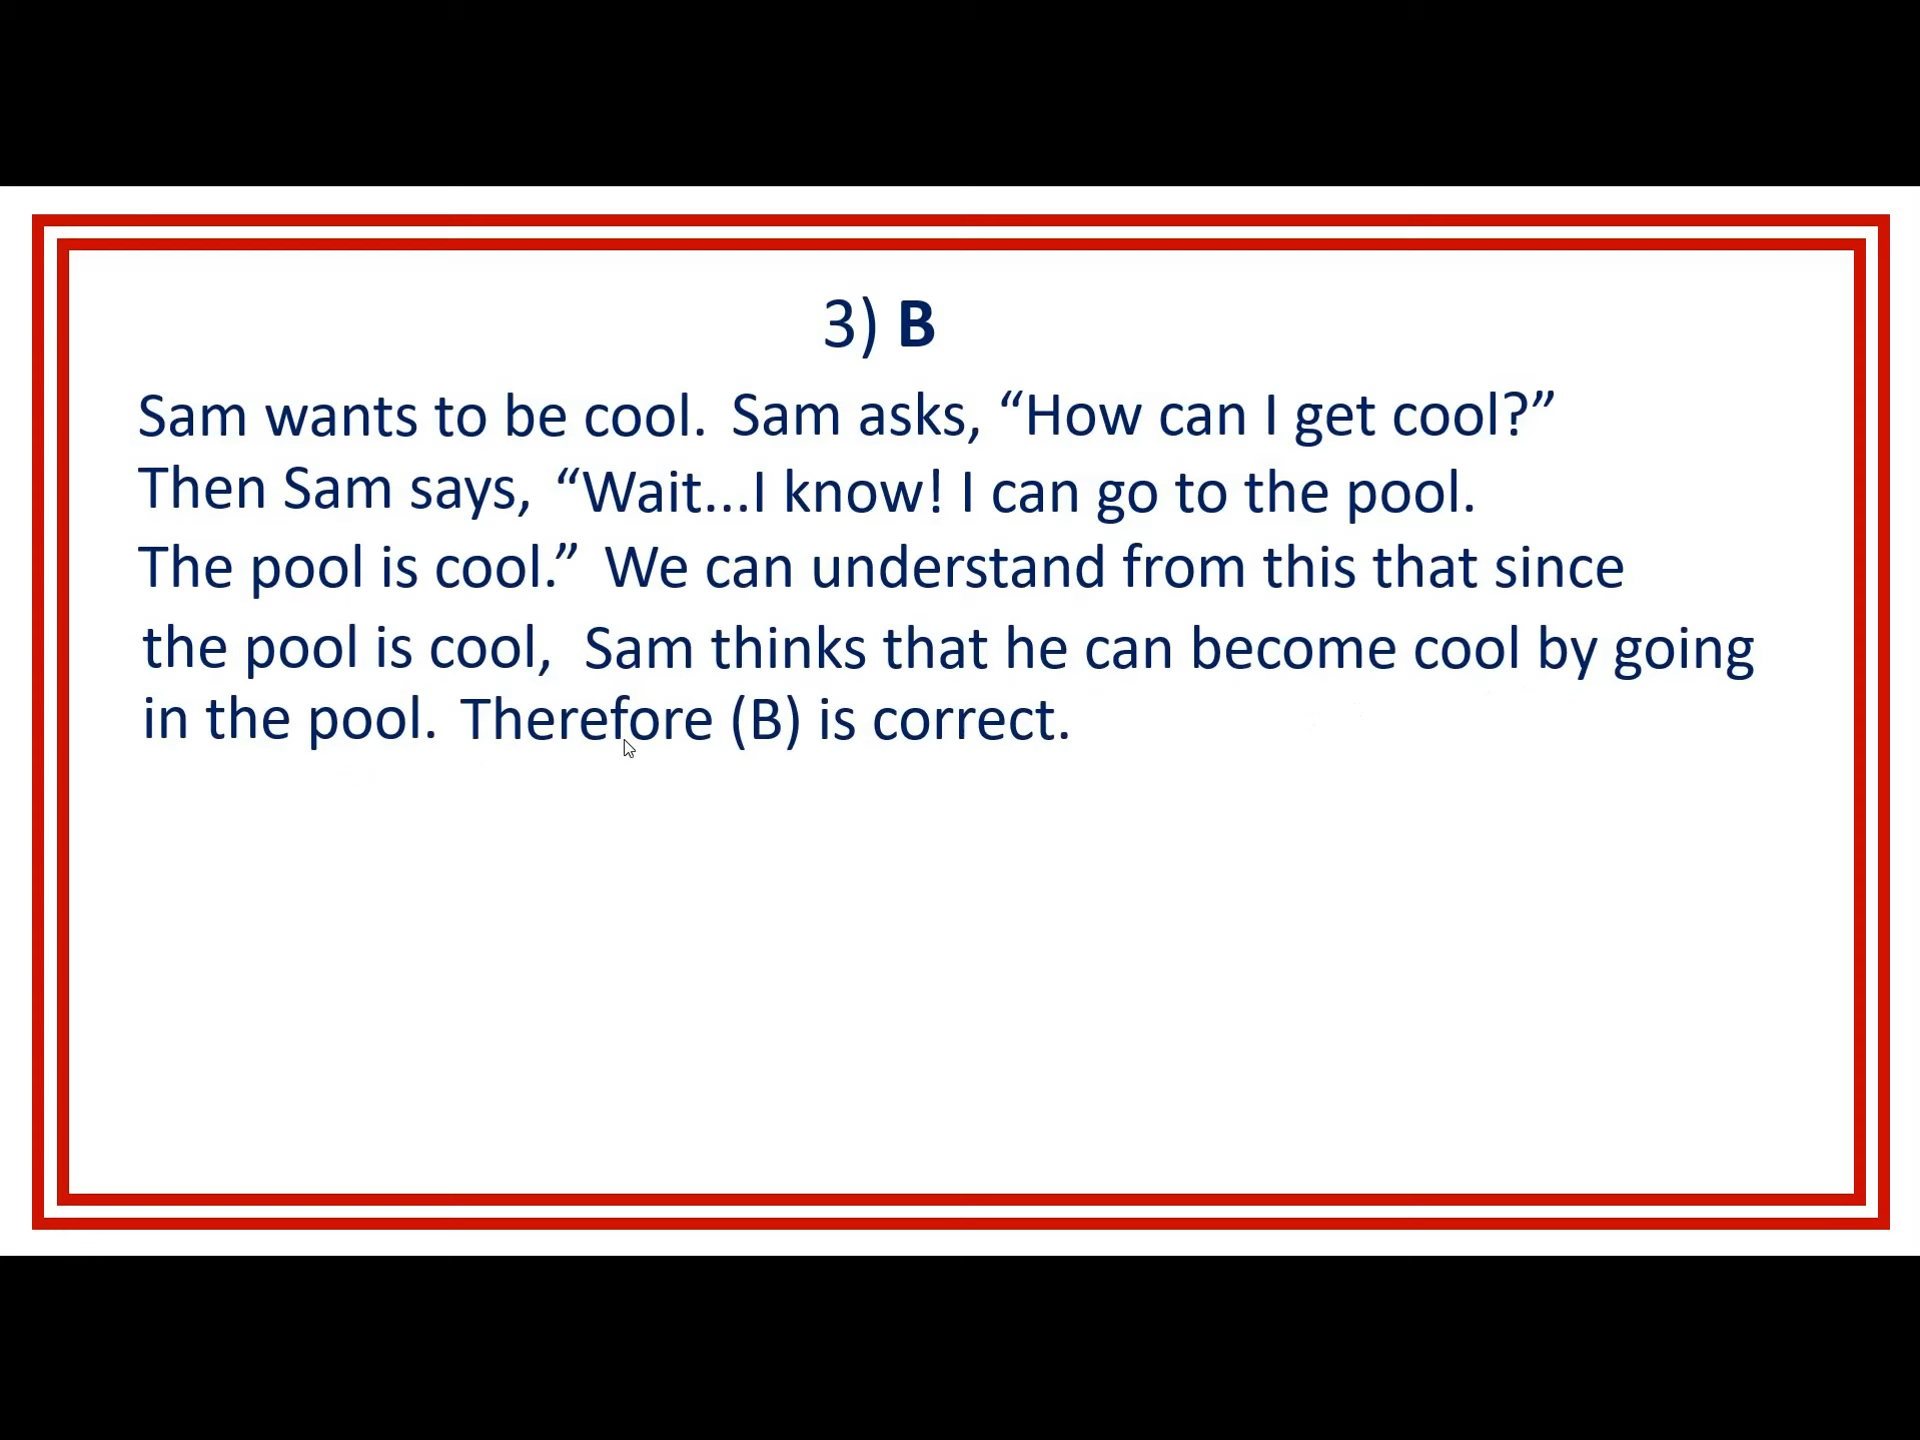 3) B
Sam wants to be cool. Sam asks, “How can I get cool?”
Then Sam says, “Wait...I know! I can go to the pool.
The pool is cool.” We can understand from this that since
the pool is cool, Sam thinks that he can become cool by going
in the pool. Therefore (B) is correct.